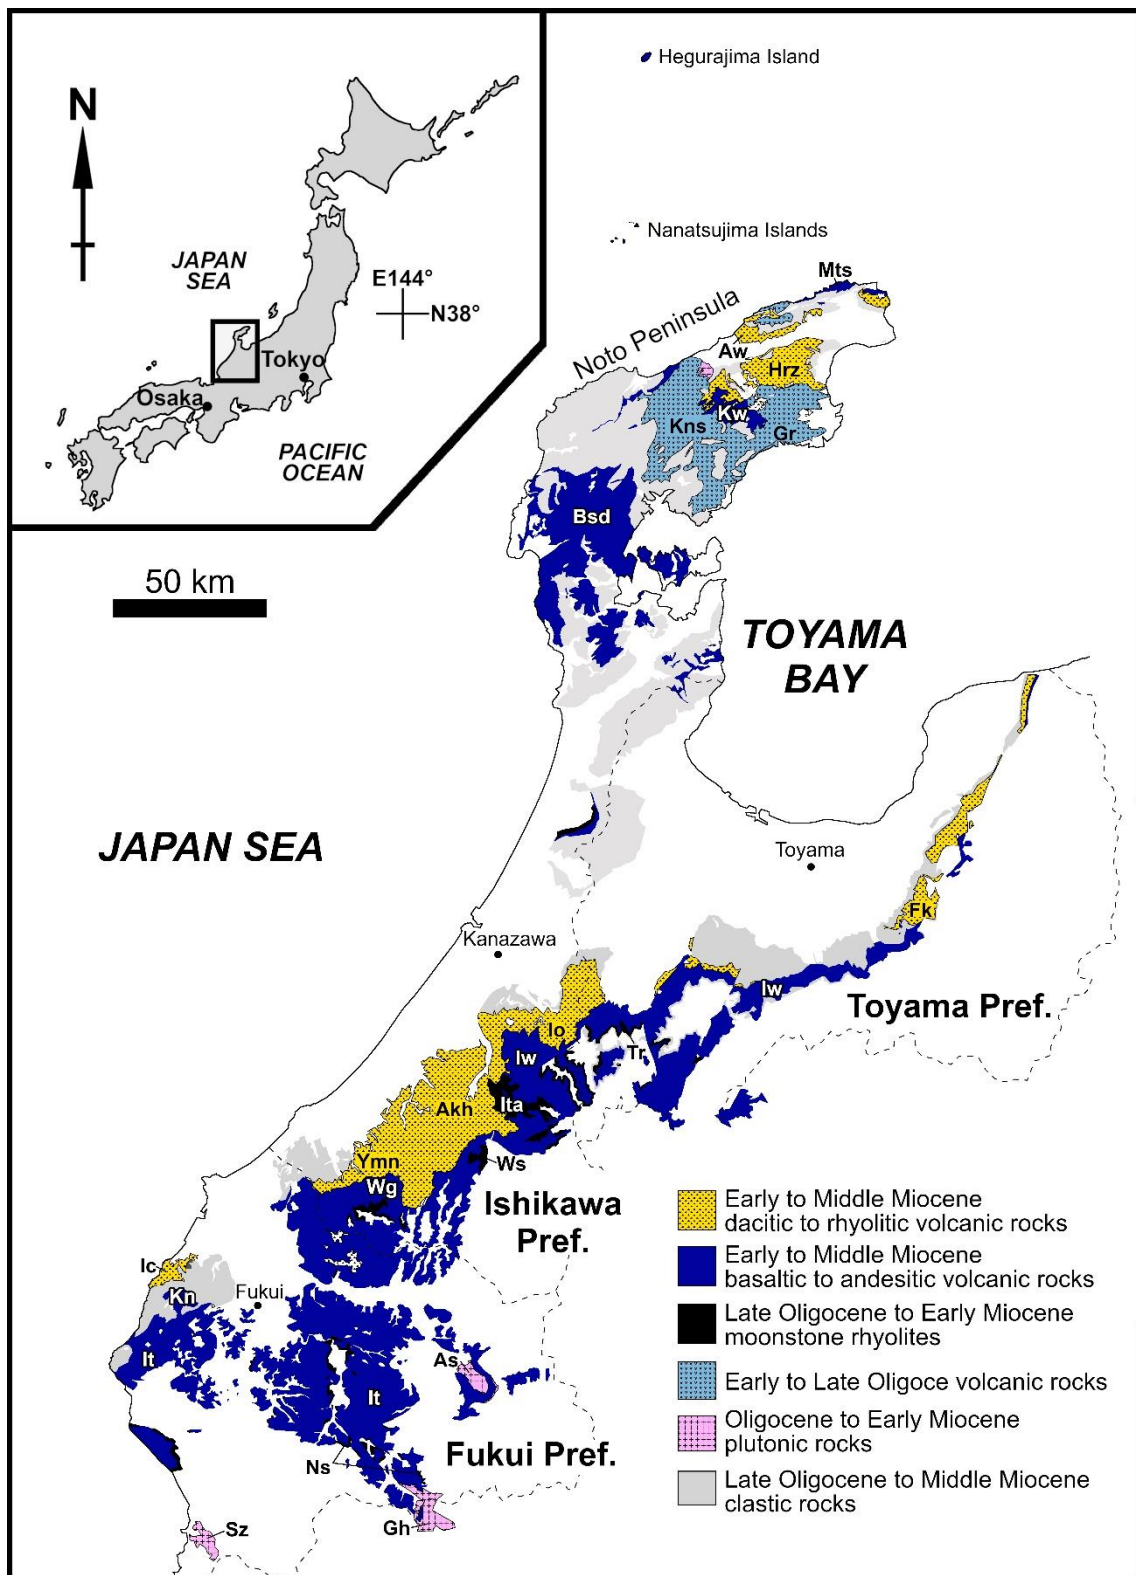 Hegurajima Island
N
Nanatsujima Islands
JAPAN
SEA
E144°
N38°
Mts
Noto Peninsula
Tokyo
Aw
Hrz
Osaka
Kns
Kw
Gr
PACIFIC
OCEAN
Bsd
50 km
TOYAMA
BAY
JAPAN SEA
Toyama
Fk
Kanazawa
Iw
Toyama Pref.
Io
Iw
Tr
Akh
Ita
Ymn
Ws
Wg
Ishikawa
Pref.
Early to Middle Miocene
dacitic to rhyolitic volcanic rocks
Early to Middle Miocene
basaltic to andesitic volcanic rocks
Late Oligocene to Early Miocene
moonstone rhyolites
Early to Late Oligoce volcanic rocks
Oligocene to Early Miocene
plutonic rocks
Late Oligocene to Middle Miocene
clastic rocks
Ic
Kn
Fukui
It
As
It
Ns
Fukui Pref.
Sz
Gh